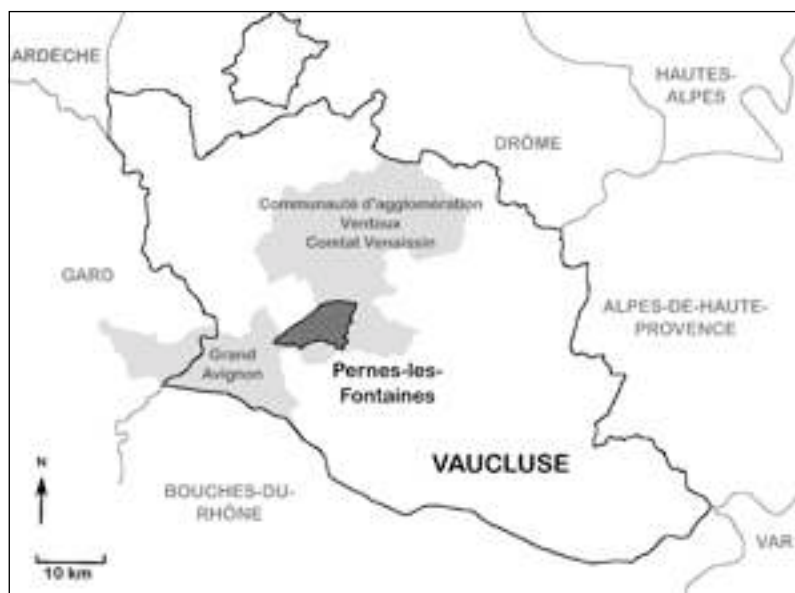 ARDÈCHE
HAUTES-
ALPES
DRÔME
Communauté d'agglomération
Ventoux
Comtat Venaissin
GARD
ALPES-DE-HAUTE-
PROVENCE
Grand
Avignon
Pernes-les-
Fontaines
VAUCLUSE
N
BOUCHES-DU-
RHÔNE
VAR
10 km